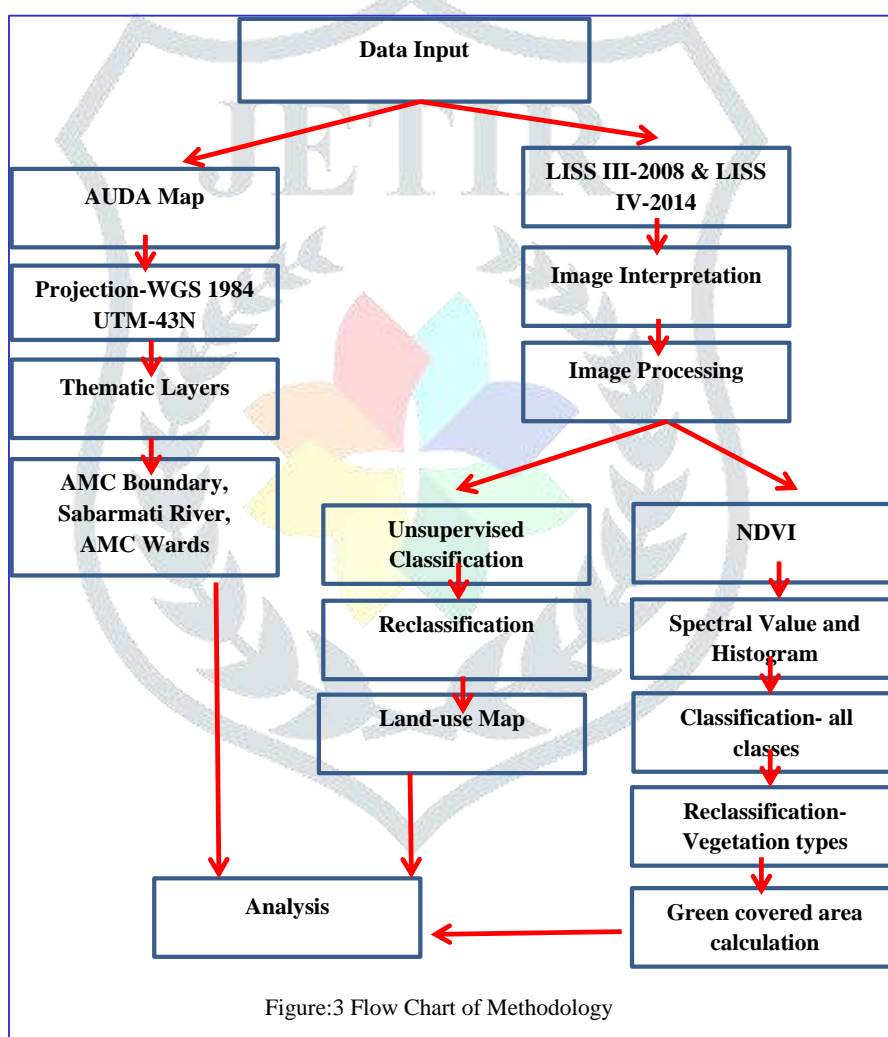 Data Input
JETIR
AUDA Map
LISS III-2008 & LISS
IV-2014
Projection-WGS 1984
UTM-43N
Image Interpretation
Thematic Layers
Image Processing
AMC Boundary,
Sabarmati River,
AMC Wards
Unsupervised
Classification
NDVI
Reclassification
Spectral Value and
Histogram
Land-use Map
Classification- all
classes
Reclassification-
Vegetation types
Analysis
Green covered area
calculation
Figure:3 Flow Chart of Methodology